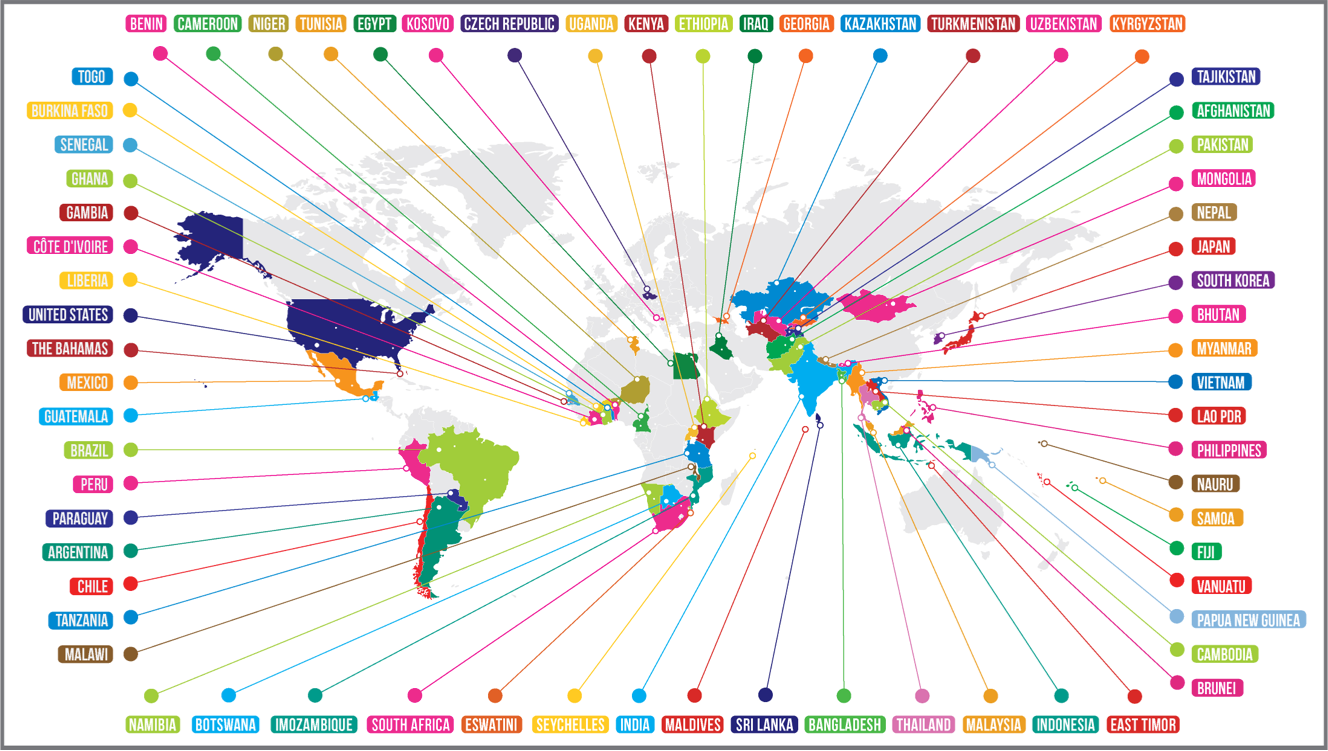 BENIN
CAMEROON
NIGER
TUNISIA
EGYPT
KOSOVO
CZECH REPUBLIC
UGANDA
KENYA
ETHIOPIA
IRAQ
GEORGIA
KAZAKHSTAN
TURKMENISTAN
UZBEKISTAN
KYRGYZSTAN
TOGO
BURKINA FASO
SENEGAL
GHANA
GAMBIA
CÔTE D'IVOIRE
LIBERIA
UNITED STATES
THE BAHAMAS
MEXICO
GUATEMALA
BRAZIL
PERU
PARAGUAY
ARGENTINA
CHILE
TANZANIA
MALAWI
TAJIKISTAN
AFGHANISTAN
PAKISTAN
MONGOLIA
NEPAL
JAPAN
SOUTH KOREA
BHUTAN
MYANMAR
VIETNAM
LAO PDR
PHILIPPINES
NAURU
SAMOA
FIJI
VANUATU
PAPUA NEW GUINEA
CAMBODIA
BRUNEI
NAMIBIA
BOTSWANA
IMOZAMBIQUE
SOUTH AFRICA
ESWATINI
SEYCHELLES
INDIA
MALDIVES
SRI LANKA
BANGLADESH
THAILAND
MALAYSIA
INDONESIA
EAST TIMOR